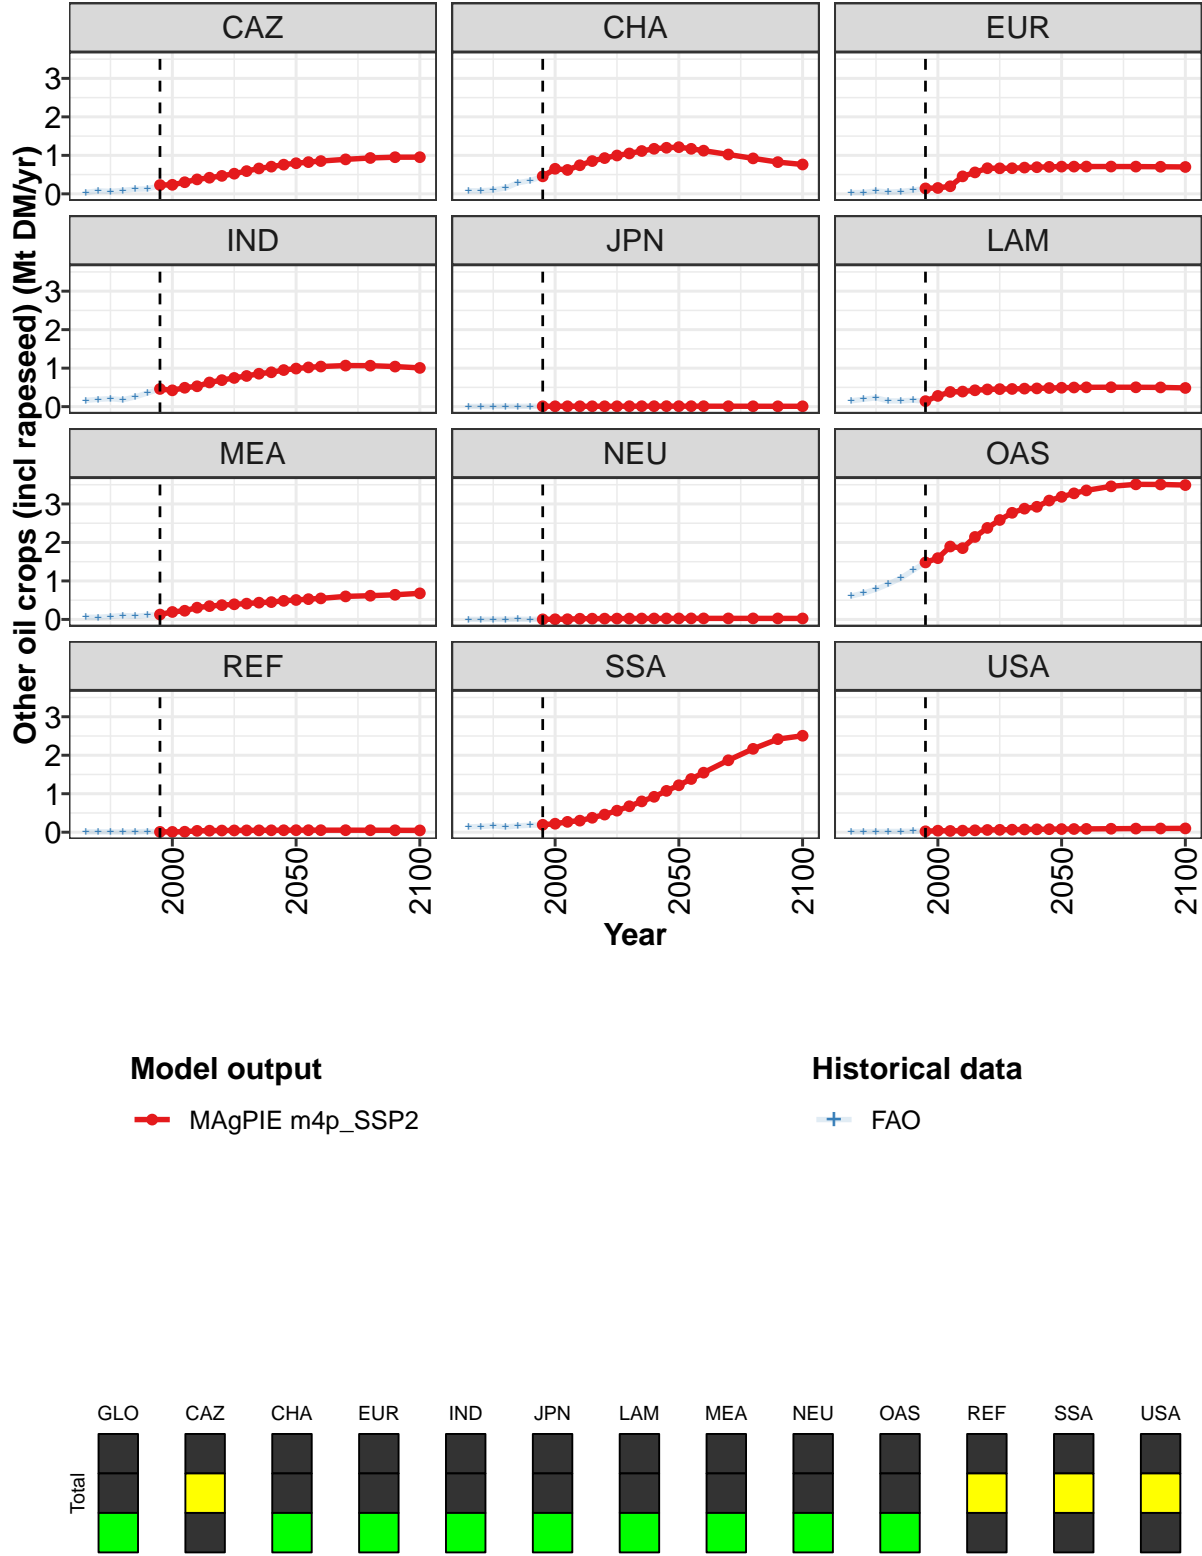 CAZ CHA EUR
3
2
1
0
IND JPN LAM
3
2
1
0
MEA NEU OAS
3
2
1
0
REF SSA USA
3
2
1
0
Other oil crops (incl rapeseed) (Mt DM/yr)
2000 2050 2100 2000 2050 2100 2000 2050 2100
Year
Model output Historical data
MAgPIE m4p_SSP2 FAO
GLO CAZ CHA EUR IND JPN LAM MEA NEU OAS REF SSA USA
Total